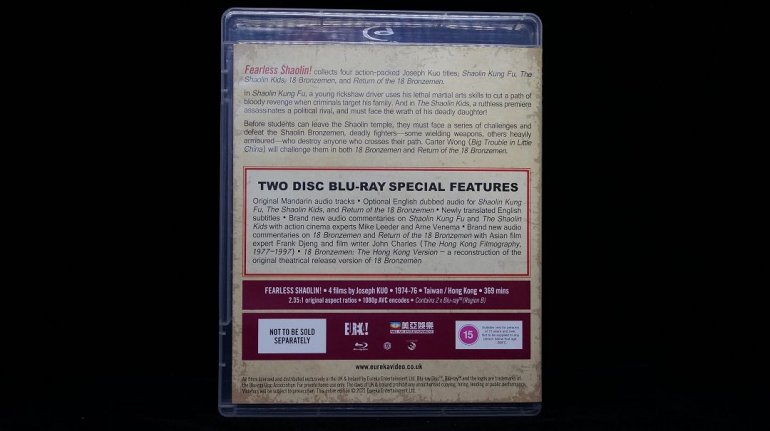 Fearless Shaolin! collects four action-packed Joseph Kuo titles; Shaolin Kung Fu, The
Shaolin Kids, 18 Bronzemen, and Return of the 18 Bronzemen.
In Shaolin Kung Fu, a young rickshaw driver uses his lethal martial arts skills to cut a path of
bloody revenge when criminals target his family. And in The Shaolin Kids, a ruthless premiere
assassinates a political rival, and must face the wrath of his deadly daughter!
Before students can leave the Shaolin temple, they must face a series of challenges and
defeat the Shaolin Bronzemen, deadly fighters—some wielding weapons, others heavily
armoured—who destroy anyone who crosses their path. Carter Wong (Big Trouble in Little
China) will challenge them in both 18 Bronzemen and Return of the 18 Bronzemen.
TWO DISC BLU-RAY SPECIAL FEATURES
Original Mandarin audio tracks • Optional English dubbed audio for Shaolin Kung
Fu, The Shaolin Kids, and Return of the 18 Bronzemen • Newly translated English
subtitles • Brand new audio commentaries on Shaolin Kung Fu and The Shaolin
Kids with action cinema experts Mike Leeder and Arne Venema • Brand new audio
commentaries on 18 Bronzemen and Return of the 18 Bronzemen with Asian film
expert Frank Djeng and film writer John Charles (The Hong Kong Filmography,
1977–1997) • 18 Bronzemen: The Hong Kong Version – a reconstruction of the
original theatrical release version of 18 Bronzemen
FEARLESS SHAOLIN! • 4 films by Joseph KUO • 1974-76 • Taiwan / Hong Kong • 369 mins
2.35:1 original aspect ratios • 1080p AVC encodes • Contains 2 x Blu-ray™ (Region B)
NOT TO BE SOLD
SEPARATELY
EUREKA!
美亞娛樂
15
www.eurekavideo.co.uk